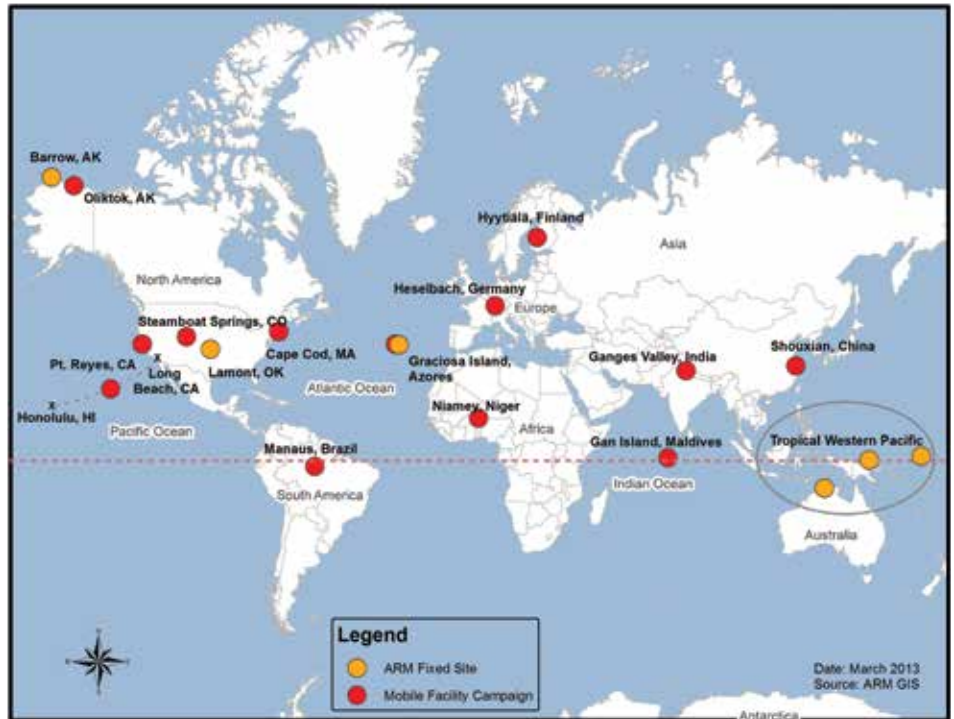 Barrow, AK
Oliktok, AK
Hyytiälä, Finland
Asia
North America
Heselbach, Germany
Europe
Steamboat Springs, CO
Cape Cod, MA
Pt. Reyes, CA
Long
Beach, CA
Lamont, OK
Graciosa Island,
Azores
Ganges Valley, India
Shouxian, China
Atlantic Ocean
Honolulu, HI
x
x
Pacific Ocean
Niamey, Niger
Africa
Manaus, Brazil
Gan Island, Maldives
Tropical Western Pacific
South America
Indian Ocean
Australia
Legend
ARM Fixed Site
Mobile Facility Campaign
Date: March 2013
Source: ARM GIS
Antarctica